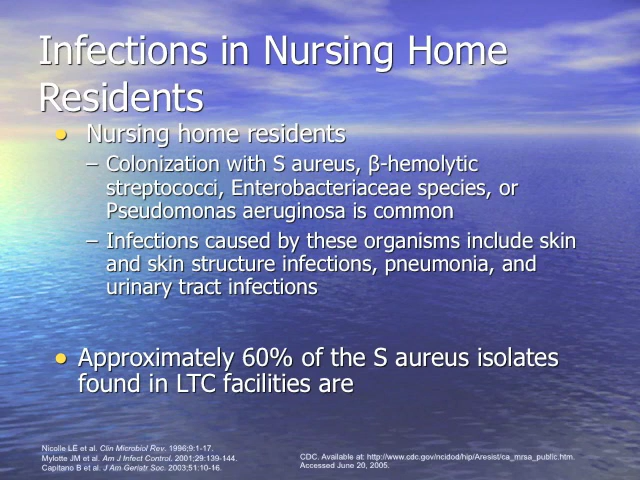 Infections in Nursing Home
Residents
• Nursing home residents
– Colonization with S aureus, β-hemolytic
streptococci, Enterobacteriaceae species, or
Pseudomonas aeruginosa is common
– Infections caused by these organisms include skin
and skin structure infections, pneumonia, and
urinary tract infections
• Approximately 60% of the S aureus isolates
found in LTC facilities are
Nicolle LE et al. Clin Microbiol Rev. 1996;9:1-17.
Mylotte JM et al. Am J Infect Control. 2001;29:139-144.
Capitano B et al. J Am Geriatr Soc. 2003;51:10-16.
CDC. Available at: http://www.cdc.gov/ncidod/hip/Aresist/ca_mrsa_public.htm.
Accessed June 20, 2005.